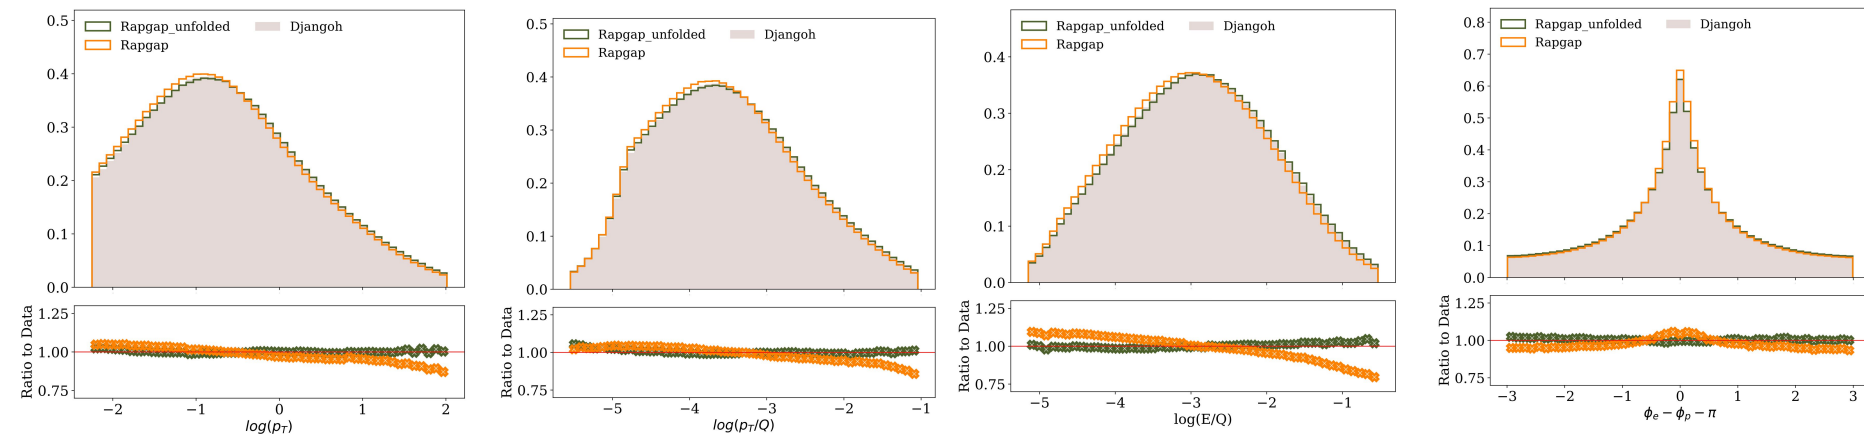 0.5
0.4
0.3
0.2
0.1
0.0
Rapgap_unfolded
Rapgap
Djangoh
1.25
1.00
0.75
Ratio to Data
−2 −1 0 1 2
log(p_T)
0.5
0.4
0.3
0.2
0.1
0.0
Rapgap_unfolded
Rapgap
Djangoh
1.25
1.00
0.75
Ratio to Data
−5 −4 −3 −2 −1
log(p_T/Q)
0.4
0.3
0.2
0.1
0.0
Rapgap_unfolded
Rapgap
Djangoh
1.25
1.00
0.75
Ratio to Data
−5 −4 −3 −2 −1
log(E/Q)
0.8
0.7
0.6
0.5
0.4
0.3
0.2
0.1
0.0
Rapgap_unfolded
Rapgap
Djangoh
1.25
1.00
0.75
Ratio to Data
−3 −2 −1 0 1 2 3
ϕ_e − ϕ_p − π